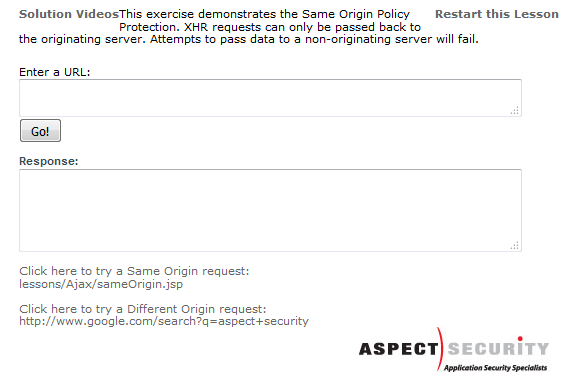 Solution Videos This exercise demonstrates the Same Origin Policy Restart this Lesson
Protection. XHR requests can only be passed back to
the originating server. Attempts to pass data to a non-originating server will fail.
Enter a URL:
Go!
Response:
Click here to try a Same Origin request:
lessons/Ajax/sameOrigin.jsp
Click here to try a Different Origin request:
http://www.google.com/search?q=aspect+security
ASPECT SECURITY
Application Security Specialists